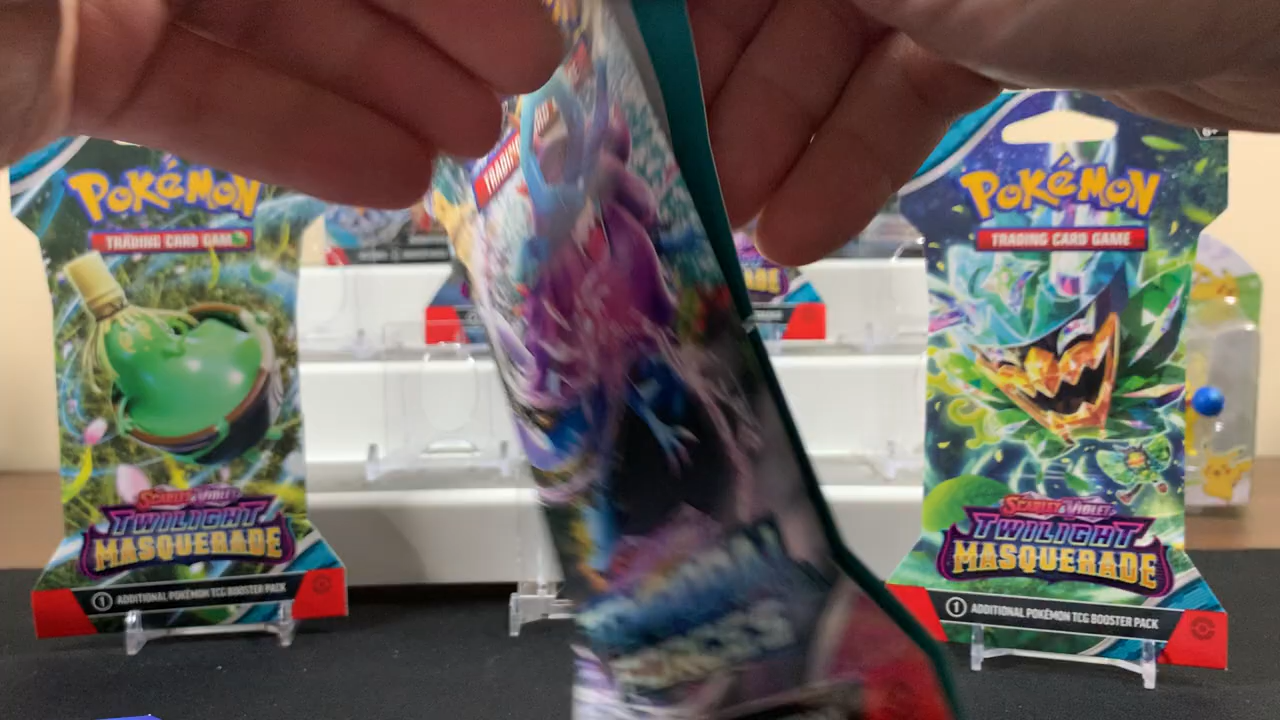 Pokémon
TRADING CARD GAME
SCARLET & VIOLET
TWILIGHT
MASQUERADE
1 ADDITIONAL POKÉMON TCG BOOSTER PACK
Pokémon
TRADING CARD GAME
SCARLET & VIOLET
TWILIGHT
MASQUERADE
1 ADDITIONAL POKÉMON TCG BOOSTER PACK